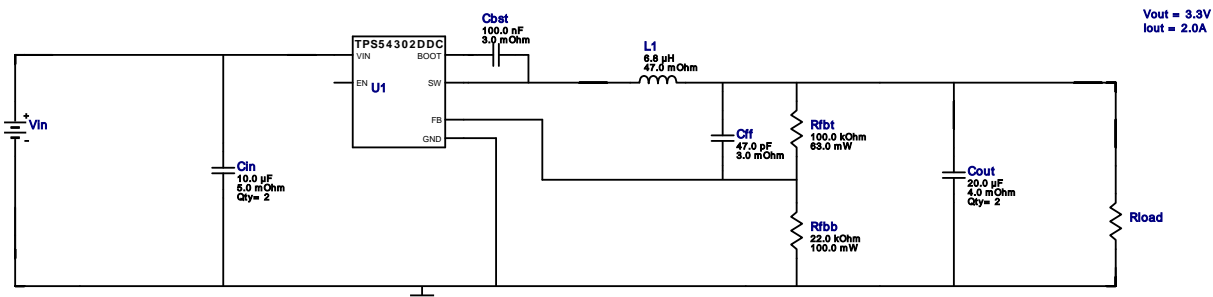 Vout = 3.3V
Iout = 2.0A
Cbst
100.0 nF
3.0 mOhm
TPS54302DDC
VIN
BOOT
EN
U1
SW
FB
GND
L1
6.8 µH
47.0 mOhm
+
Vin
-
Cin
10.0 µF
5.0 mOhm
Qty= 2
Cff
47.0 pF
3.0 mOhm
Rfbt
100.0 kOhm
63.0 mW
Rfbb
22.0 kOhm
100.0 mW
Cout
20.0 µF
4.0 mOhm
Qty= 2
Rload